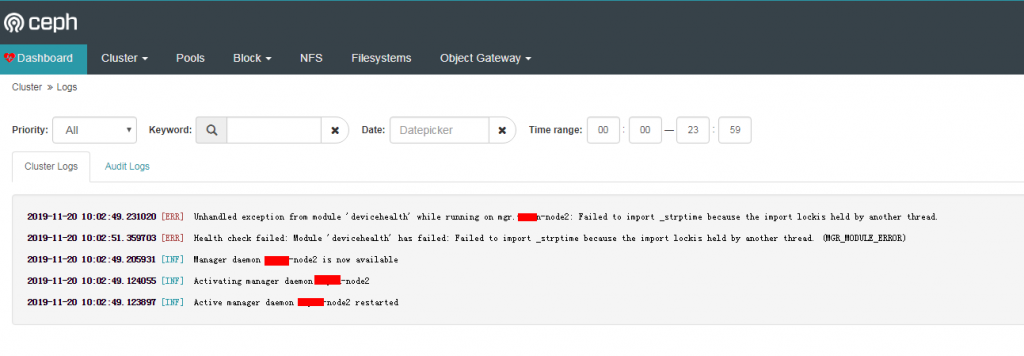 ceph
Dashboard Cluster Pools Block NFS Filesystems Object Gateway
Cluster » Logs
Priority: All Keyword: Date: Datepicker Time range: 00 : 00 — 23 : 59
Cluster Logs Audit Logs
2019-11-20 10:02:49.231020 [ERR] Unhandled exception from module 'devicehealth' while running on mgr. n-node2: Failed to import _strptime because the import lockis held by another thread.
2019-11-20 10:02:51.359703 [ERR] Health check failed: Module 'devicehealth' has failed: Failed to import _strptime because the import lockis held by another thread. (MGR_MODULE_ERROR)
2019-11-20 10:02:49.205931 [INF] Manager daemon -node2 is now available
2019-11-20 10:02:49.124055 [INF] Activating manager daemon -node2
2019-11-20 10:02:49.123897 [INF] Active manager daemon -node2 restarted